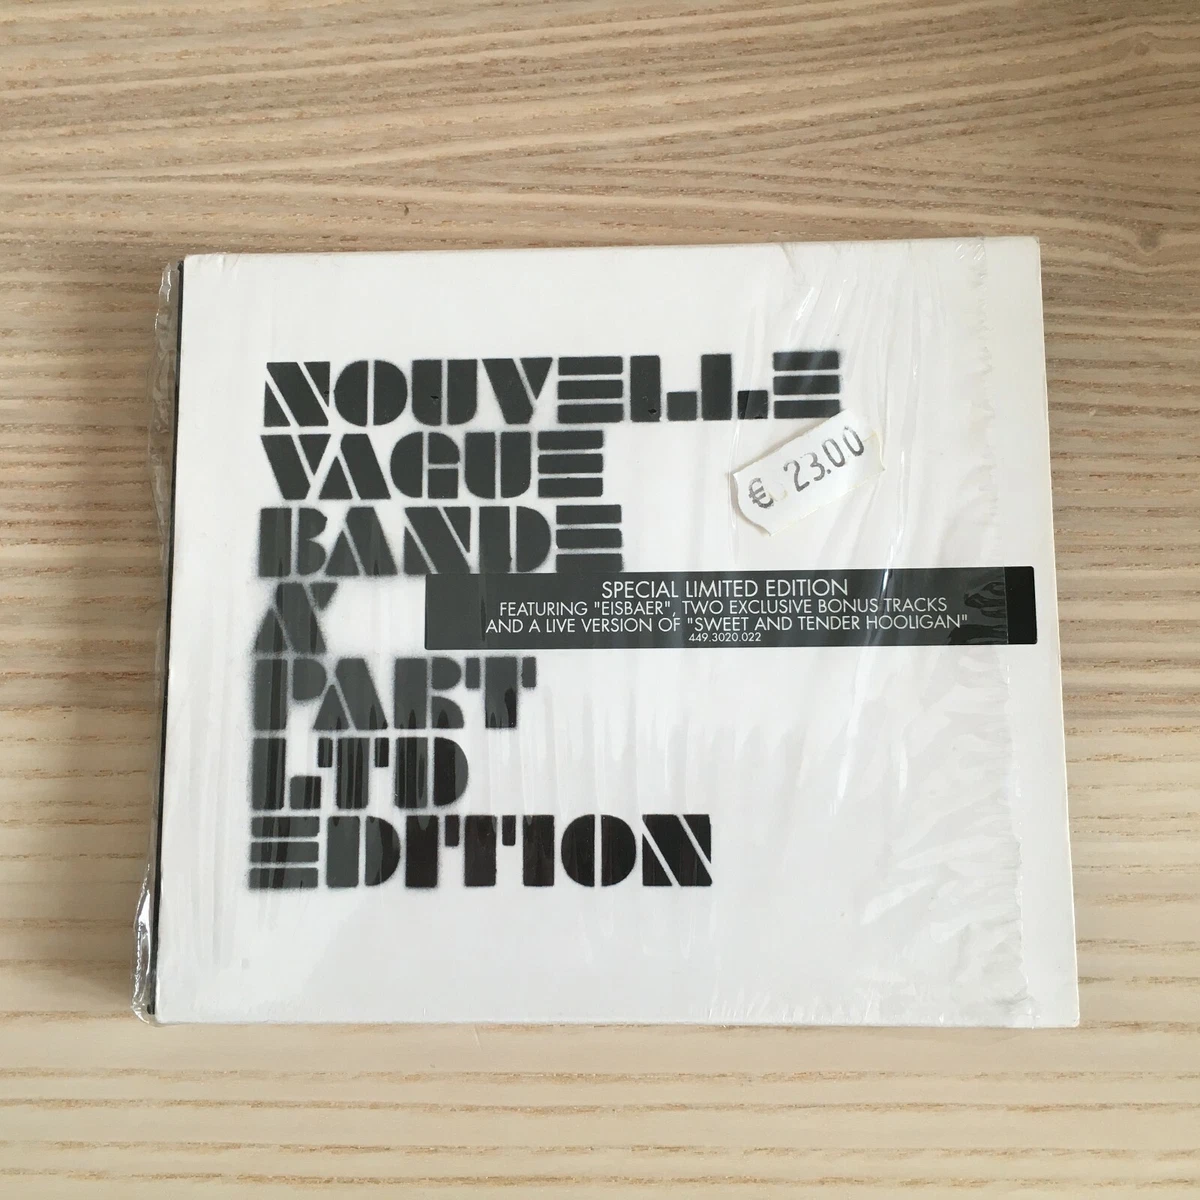 NOUVELLE
VAGUE
BANDE
À
PART
LTD
EDITION
€ 23.00
SPECIAL LIMITED EDITION
FEATURING "EISBAER", TWO EXCLUSIVE BONUS TRACKS
AND A LIVE VERSION OF "SWEET AND TENDER HOOLIGAN"
449.3020.022